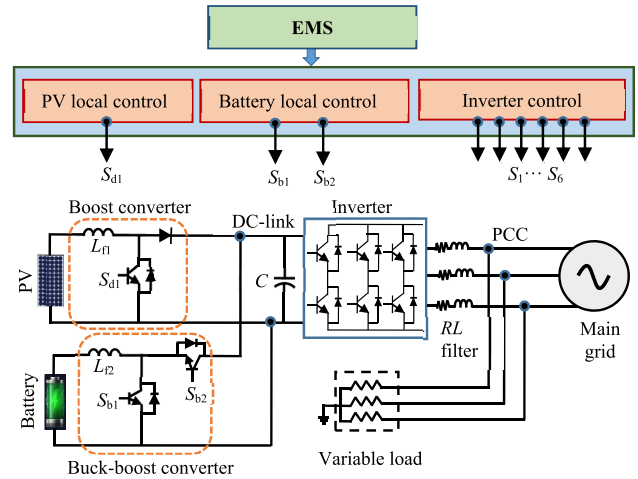 EMS
PV local control
Battery local control
Inverter control
Sd1
Sb1
Sb2
S1 ··· S6
Boost converter
DC-link
Inverter
PCC
Lf1
PV
Sd1
C
RL
filter
Main
grid
Lf2
Battery
Sb1
Sb2
Buck-boost converter
Variable load